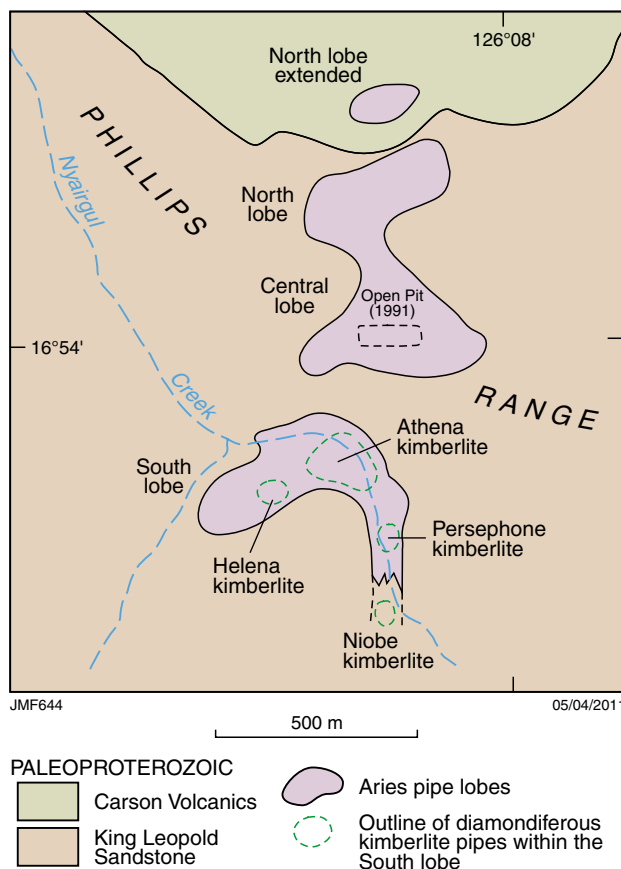 126°08'
North lobe
extended
PHILLIPS
Nyairgul
North
lobe
Central
lobe
Open Pit
(1991)
16°54'
Creek
RANGE
Athena
kimberlite
South
lobe
Persephone
kimberlite
Helena
kimberlite
Niobe
kimberlite
JMF644
05/04/2011
500 m
PALEOPROTEROZOIC
Carson Volcanics
King Leopold
Sandstone
Aries pipe lobes
Outline of diamondiferous
kimberlite pipes within the
South lobe